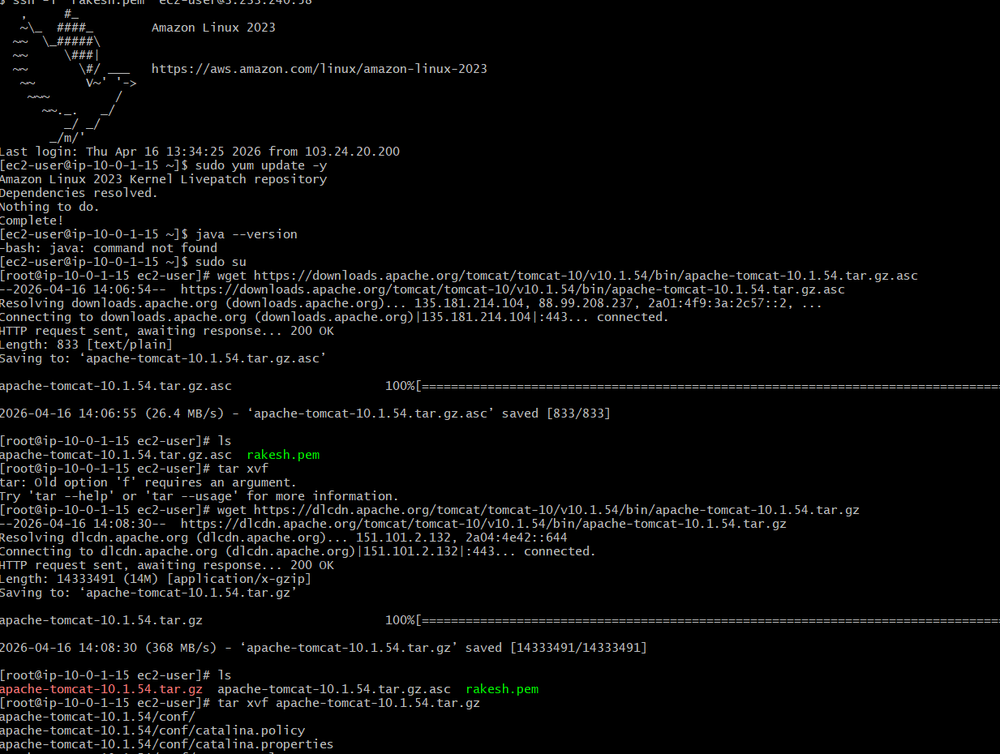 $ ssh -i "rakesh.pem" ec2-user@3.233.240.58
   ,     #_
   ~\_  ####_        Amazon Linux 2023
  ~~  \_#####\
  ~~     \###|
  ~~       \#/ ___   https://aws.amazon.com/linux/amazon-linux-2023
   ~~       V~' '->
    ~~~         /
      ~~._.   _/
         _/ _/
       _/m/'
Last login: Thu Apr 16 13:34:25 2026 from 103.24.20.200
[ec2-user@ip-10-0-1-15 ~]$ sudo yum update -y
Amazon Linux 2023 Kernel Livepatch repository
Dependencies resolved.
Nothing to do.
Complete!
[ec2-user@ip-10-0-1-15 ~]$ java --version
-bash: java: command not found
[ec2-user@ip-10-0-1-15 ~]$ sudo su
[root@ip-10-0-1-15 ec2-user]# wget https://downloads.apache.org/tomcat/tomcat-10/v10.1.54/bin/apache-tomcat-10.1.54.tar.gz.asc
--2026-04-16 14:06:54--  https://downloads.apache.org/tomcat/tomcat-10/v10.1.54/bin/apache-tomcat-10.1.54.tar.gz.asc
Resolving downloads.apache.org (downloads.apache.org)... 135.181.214.104, 88.99.208.237, 2a01:4f9:3a:2c57::2, ...
Connecting to downloads.apache.org (downloads.apache.org)|135.181.214.104|:443... connected.
HTTP request sent, awaiting response... 200 OK
Length: 833 [text/plain]
Saving to: ‘apache-tomcat-10.1.54.tar.gz.asc’
apache-tomcat-10.1.54.tar.gz.asc                     100%[================================================================================
2026-04-16 14:06:55 (26.4 MB/s) - ‘apache-tomcat-10.1.54.tar.gz.asc’ saved [833/833]
[root@ip-10-0-1-15 ec2-user]# ls
apache-tomcat-10.1.54.tar.gz.asc  rakesh.pem
[root@ip-10-0-1-15 ec2-user]# tar xvf
tar: Old option 'f' requires an argument.
Try 'tar --help' or 'tar --usage' for more information.
[root@ip-10-0-1-15 ec2-user]# wget https://dlcdn.apache.org/tomcat/tomcat-10/v10.1.54/bin/apache-tomcat-10.1.54.tar.gz
--2026-04-16 14:08:30--  https://dlcdn.apache.org/tomcat/tomcat-10/v10.1.54/bin/apache-tomcat-10.1.54.tar.gz
Resolving dlcdn.apache.org (dlcdn.apache.org)... 151.101.2.132, 2a04:4e42::644
Connecting to dlcdn.apache.org (dlcdn.apache.org)|151.101.2.132|:443... connected.
HTTP request sent, awaiting response... 200 OK
Length: 14333491 (14M) [application/x-gzip]
Saving to: ‘apache-tomcat-10.1.54.tar.gz’
apache-tomcat-10.1.54.tar.gz                         100%[================================================================================
2026-04-16 14:08:30 (368 MB/s) - ‘apache-tomcat-10.1.54.tar.gz’ saved [14333491/14333491]
[root@ip-10-0-1-15 ec2-user]# ls
apache-tomcat-10.1.54.tar.gz  apache-tomcat-10.1.54.tar.gz.asc  rakesh.pem
[root@ip-10-0-1-15 ec2-user]# tar xvf apache-tomcat-10.1.54.tar.gz
apache-tomcat-10.1.54/conf/
apache-tomcat-10.1.54/conf/catalina.policy
apache-tomcat-10.1.54/conf/catalina.properties